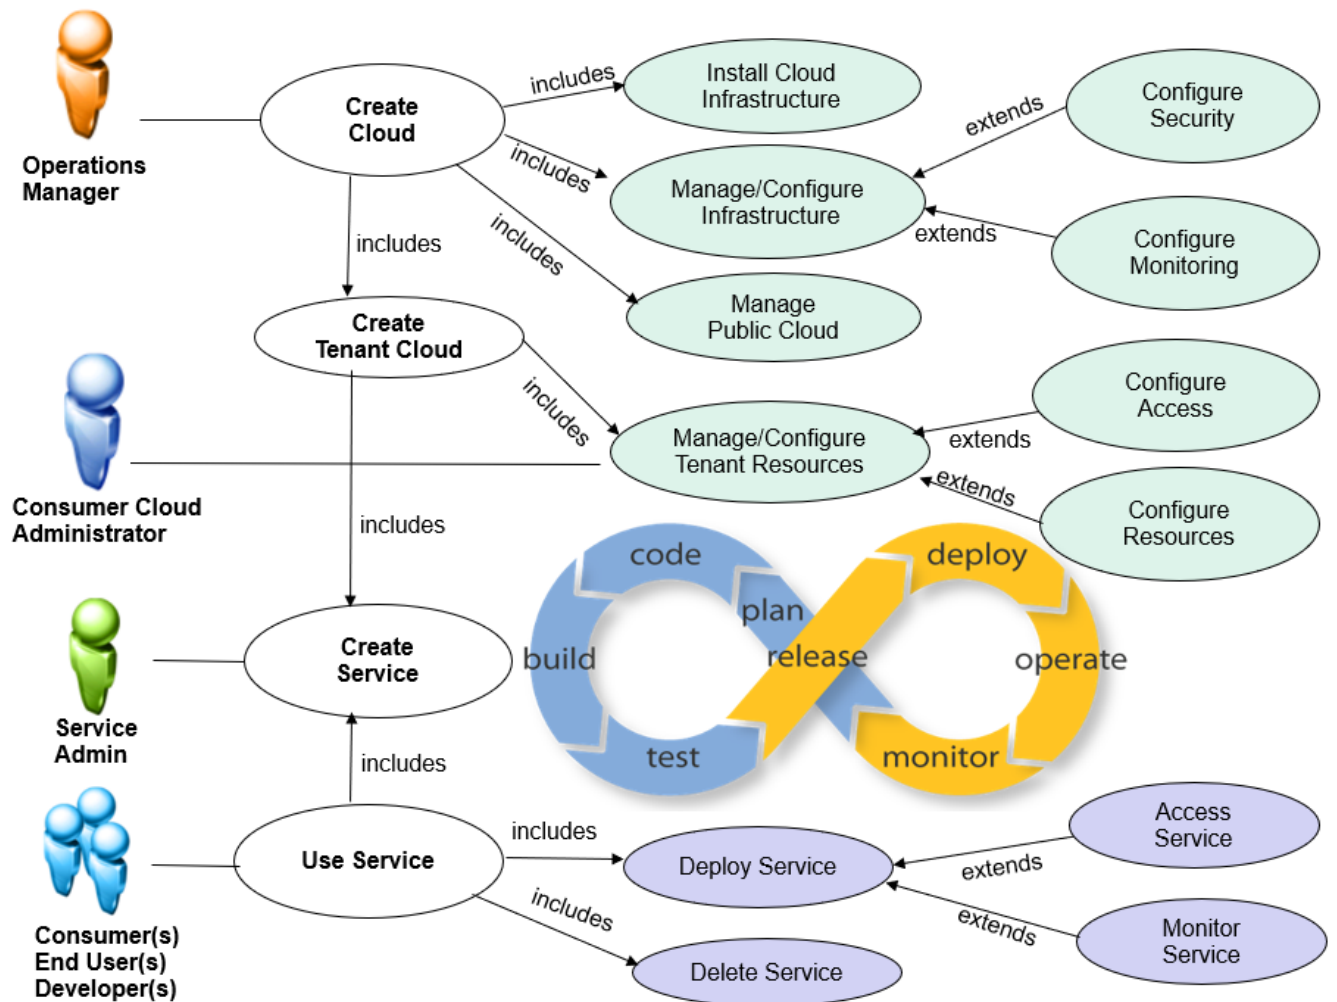 Operations
Manager
Create
Cloud
includes
Install Cloud
Infrastructure
includes
Manage/Configure
Infrastructure
extends
Configure
Security
extends
Configure
Monitoring
includes
Manage
Public Cloud
includes
Create
Tenant Cloud
includes
Manage/Configure
Tenant Resources
extends
Configure
Access
extends
Configure
Resources
Consumer Cloud
Administrator
includes
code
plan
build
test
release
deploy
operate
monitor
Service
Admin
Create
Service
includes
Consumer(s)
End User(s)
Developer(s)
Use Service
includes
Deploy Service
extends
Access
Service
extends
Monitor
Service
includes
Delete Service